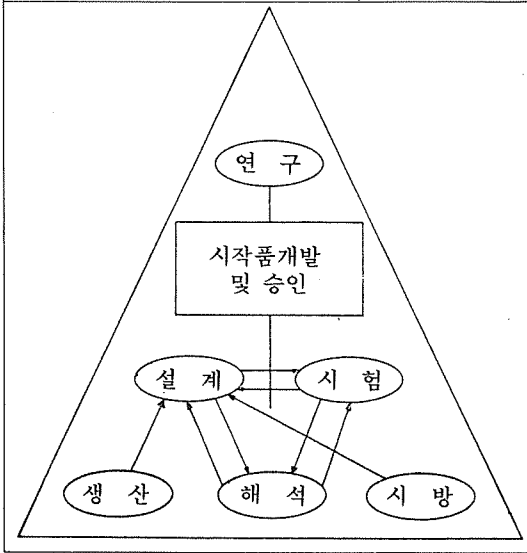 연 구
시작품개발
및 승인
설 계
시 험
생 산
해 석
시 방